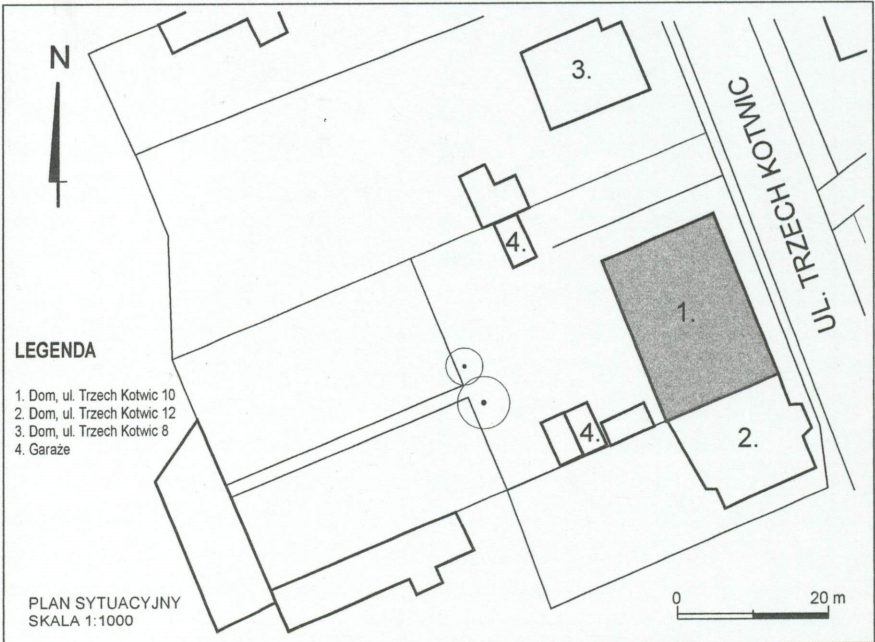 N
3.
UL. TRZECH KOTWIC
4.
1.
LEGENDA
1. Dom, ul. Trzech Kotwic 10
2. Dom, ul. Trzech Kotwic 12
3. Dom, ul. Trzech Kotwic 8
4. Garaże
4.
2.
PLAN SYTUACYJNY
SKALA 1:1000
0 20 m